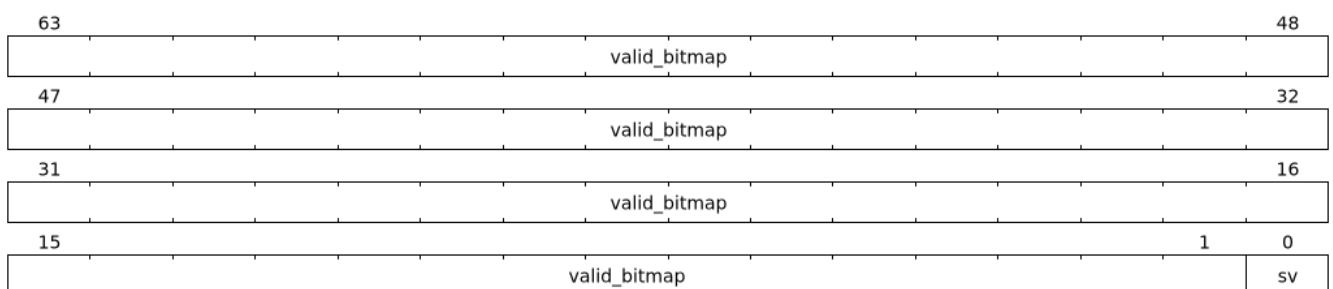 63 48
valid_bitmap
47 32
valid_bitmap
31 16
valid_bitmap
15 1 0
valid_bitmap sv